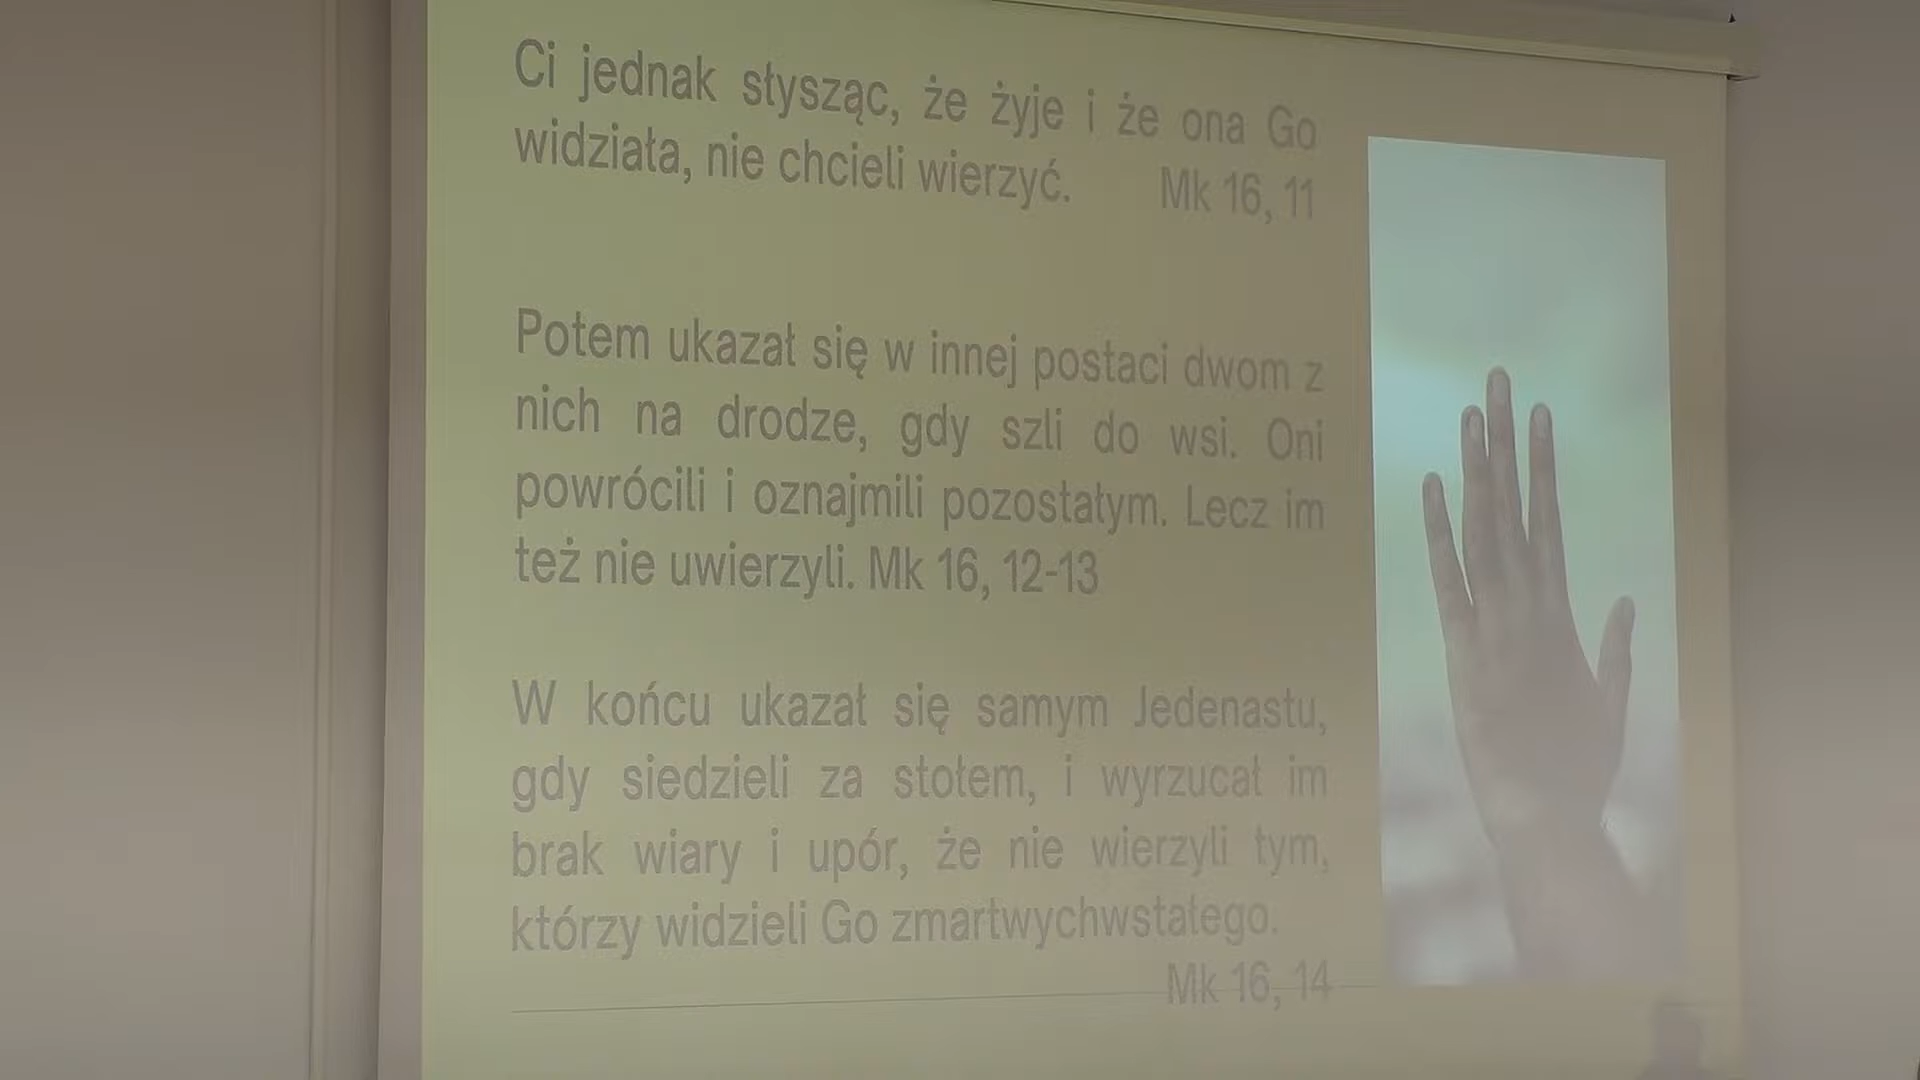 Ci jednak słysząc, że żyje i że ona Go
widziała, nie chcieli wierzyć. Mk 16, 11
Potem ukazał się w innej postaci dwom z
nich na drodze, gdy szli do wsi. Oni
powrócili i oznajmili pozostałym. Lecz im
też nie uwierzyli. Mk 16, 12-13
W końcu ukazał się samym Jedenastu,
gdy siedzieli za stołem, i wyrzucał im
brak wiary i upór, że nie wierzyli tym,
którzy widzieli Go zmartwychwstałego.
Mk 16, 14